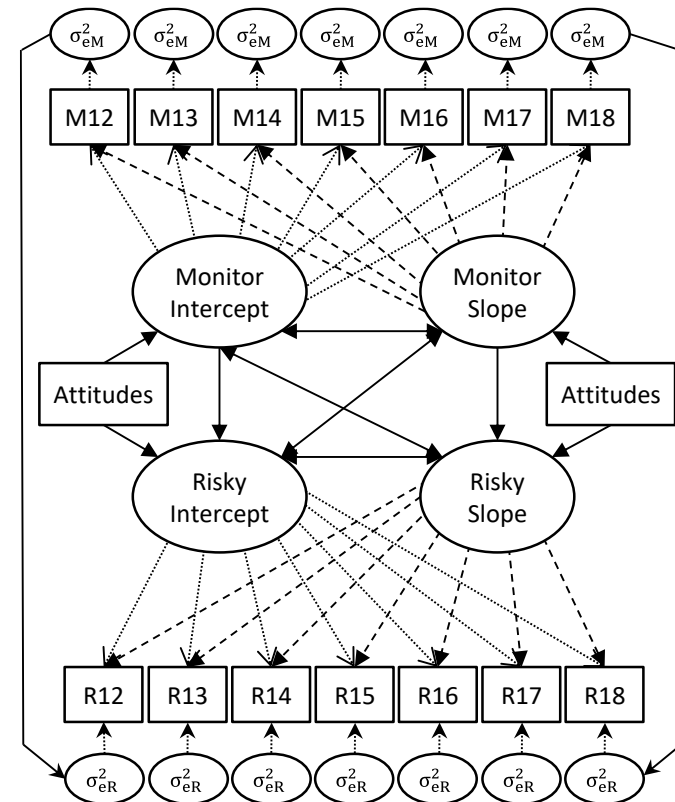 σ²eM σ²eM σ²eM σ²eM σ²eM σ²eM σ²eM
M12 M13 M14 M15 M16 M17 M18
Monitor Monitor
Intercept Slope
Attitudes Attitudes
Risky Risky
Intercept Slope
R12 R13 R14 R15 R16 R17 R18
σ²eR σ²eR σ²eR σ²eR σ²eR σ²eR σ²eR